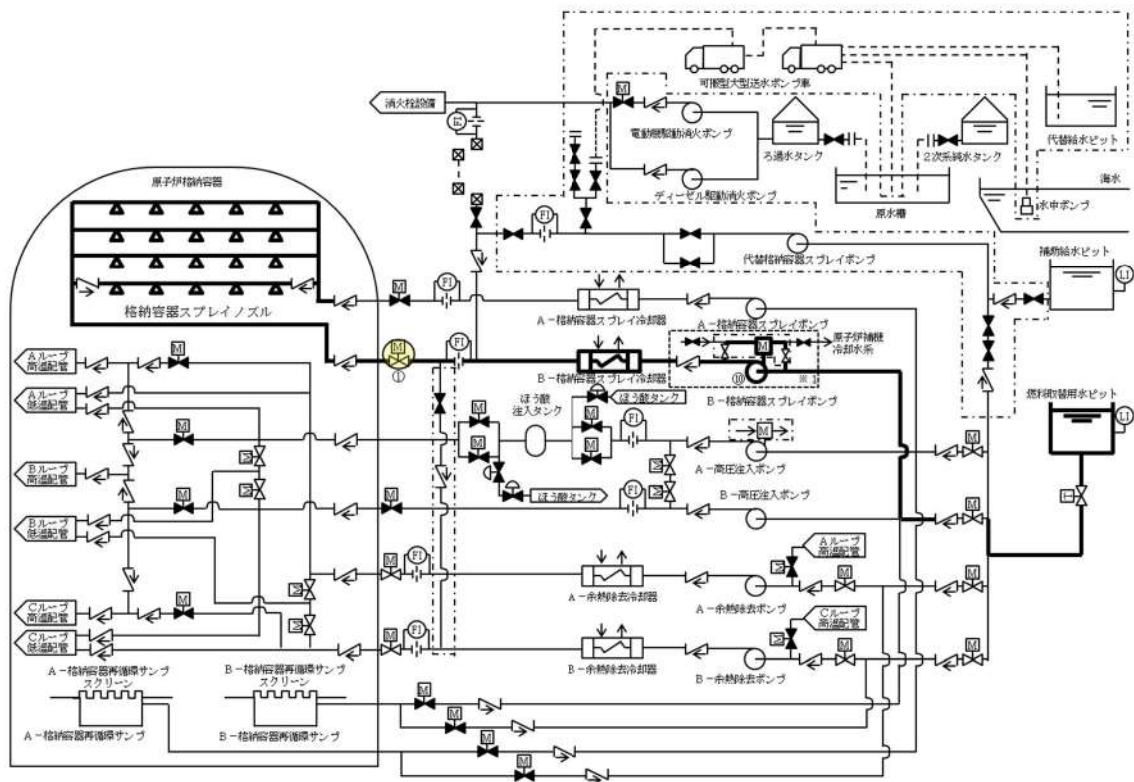 可搬型大型送水ポンプ車
消火栓設備
FI
M
電動機駆動消火ポンプ
ろ過水タンク
2次系純水タンク
代替給水ピット
ディーゼル駆動消火ポンプ
原水槽
海水
水中ポンプ
原子炉格納容器
FI
代替格納容器スプレイポンプ
補助給水ピット
LI
格納容器スプレイノズル
M
FI
A-格納容器スプレイ冷却器
A-格納容器スプレイポンプ
原子炉補機
冷却水系
M
①
FI
M
⑩
※1
B-格納容器スプレイ冷却器
B-格納容器スプレイポンプ
燃料取替用水ピット
LI
Aループ
高温配管
M
Aループ
低温配管
ほう酸
注入タンク
ほう酸タンク
M
M
M
M
M
FI
M
M
A-高圧注入ポンプ
M
Bループ
高温配管
M
M
ほう酸タンク
M
M
B-高圧注入ポンプ
M
M
FI
M
T
Bループ
低温配管
Aループ
高温配管
M
FI
M
M
M
A-余熱除去冷却器
A-余熱除去ポンプ
M
Cループ
高温配管
M
M
Cループ
高温配管
Cループ
低温配管
M
FI
M
M
M
B-余熱除去冷却器
B-余熱除去ポンプ
A-格納容器再循環サンプ
スクリーン
B-格納容器再循環サンプ
スクリーン
M
M
A-格納容器再循環サンプ
B-格納容器再循環サンプ
M
M